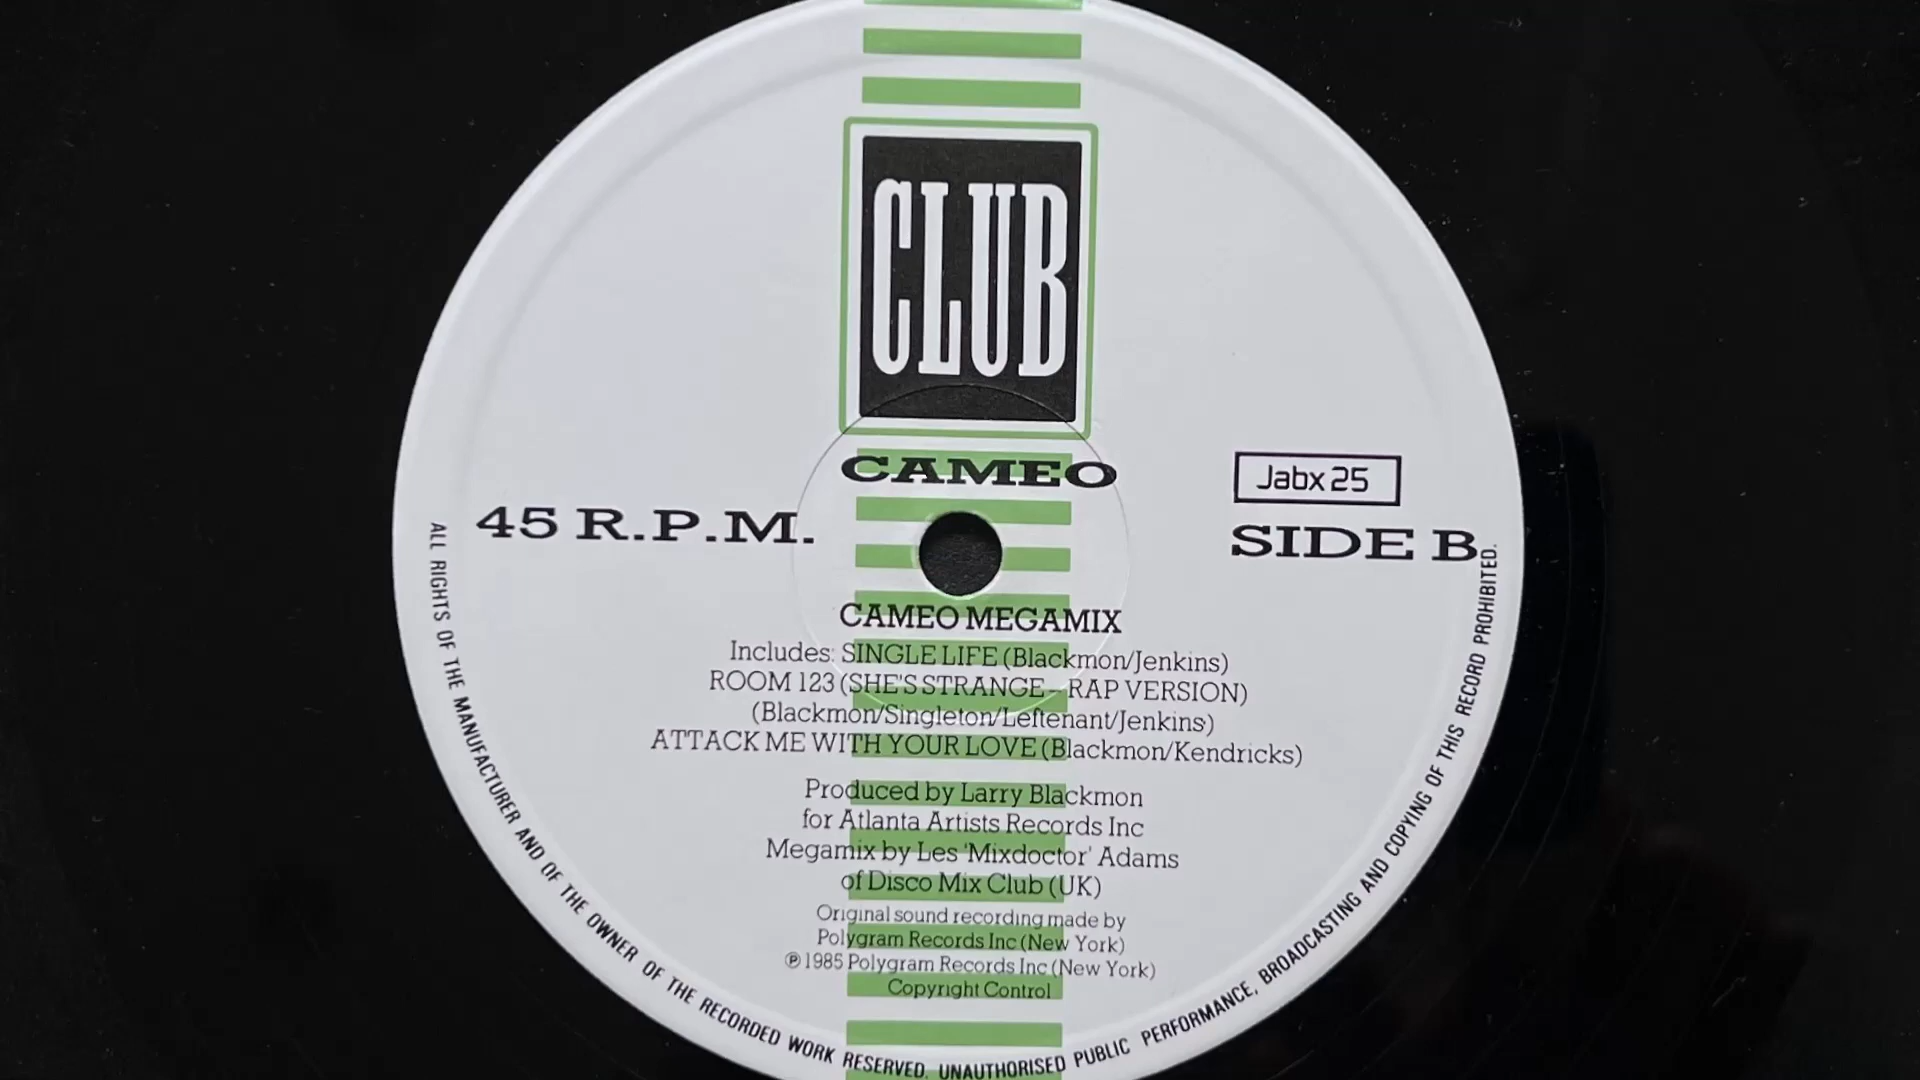 CLUB
CAMEO
Jabx 25
45 R.P.M.
SIDE B
CAMEO MEGAMIX
Includes: SINGLE LIFE (Blackmon/Jenkins)
ROOM 123 (SHE'S STRANGE – RAP VERSION)
(Blackmon/Singleton/Leftenant/Jenkins)
ATTACK ME WITH YOUR LOVE (Blackmon/Kendricks)
Produced by Larry Blackmon
for Atlanta Artists Records Inc
Megamix by Les 'Mixdoctor' Adams
of Disco Mix Club (UK)
Original sound recording made by
Polygram Records Inc (New York)
℗ 1985 Polygram Records Inc (New York)
Copyright Control
ALL RIGHTS OF THE MANUFACTURER AND OF THE OWNER OF THE RECORDED WORK RESERVED. UNAUTHORISED PUBLIC PERFORMANCE, BROADCASTING AND COPYING OF THIS RECORD PROHIBITED.